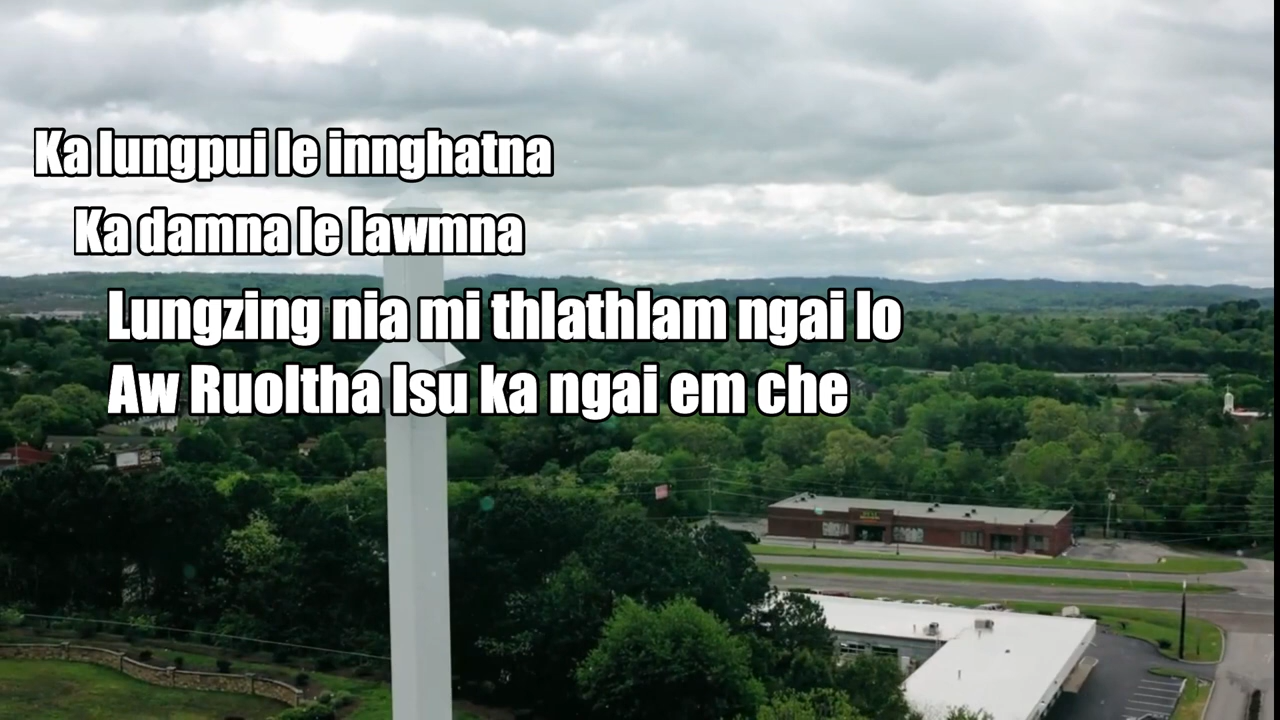 Ka lungpui le innghatna
Ka damna le lawmna
Lungzing nia mi thlathlam ngai lo
Aw Ruoltha Isu ka ngai em che